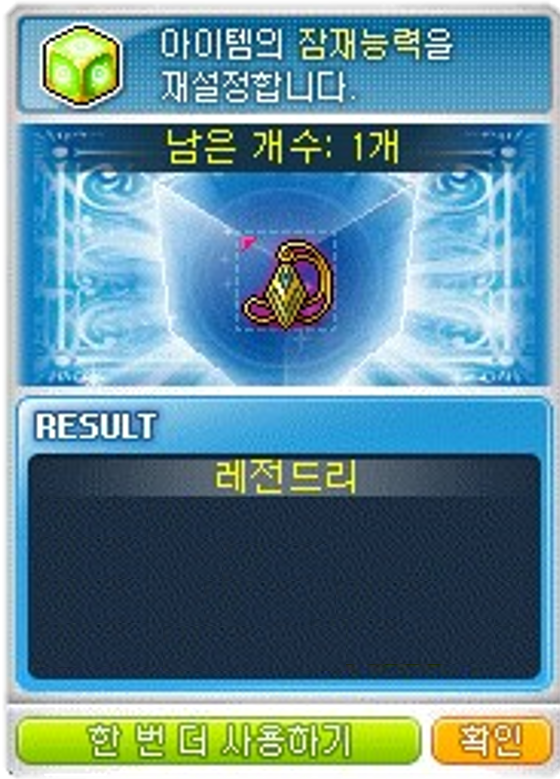 아이템의 잠재능력을
재설정합니다.
남은 개수: 1개
RESULT
레전드리
한 번 더 사용하기
확인